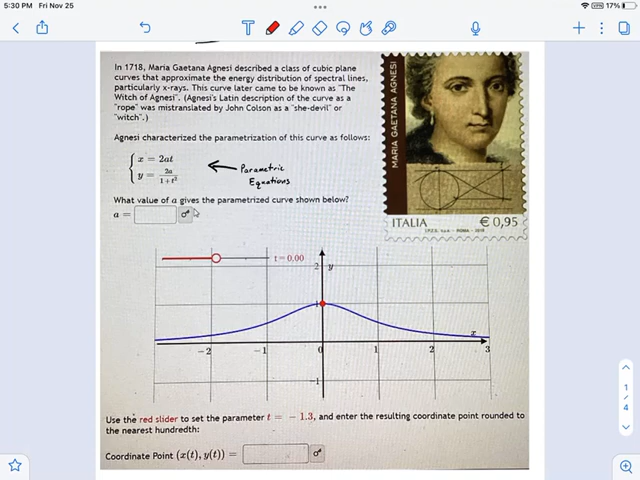 5:30 PM Fri Nov 25
VPN 17%
T
In 1718, Maria Gaetana Agnesi described a class of cubic plane
curves that approximate the energy distribution of spectral lines,
particularly x-rays. This curve later came to be known as "The
Witch of Agnesi". (Agnesi's Latin description of the curve as a
"rope" was mistranslated by John Colson as a "she-devil" or
"witch".)
Agnesi characterized the parametrization of this curve as follows:
x = 2at
y = 2a/(1+t²)
← Parametric
Equations
What value of a gives the parametrized curve shown below?
a =
MARIA GAETANA AGNESI
ITALIA € 0,95
t = 0.00
2 y
1
x
-2 -1 0 1 2 3
-1
Use the red slider to set the parameter t = − 1.3, and enter the resulting coordinate point rounded to
the nearest hundredth:
Coordinate Point (x(t), y(t)) =
1
/
4